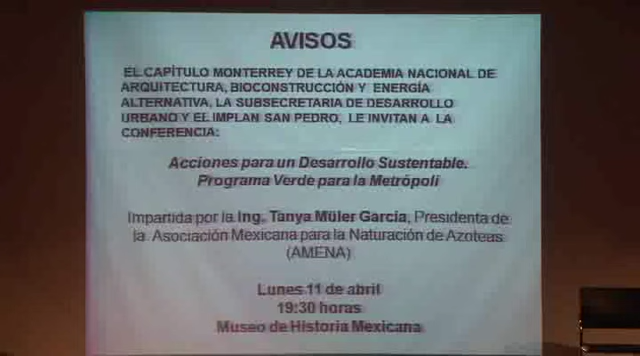 AVISOS
EL CAPÍTULO MONTERREY DE LA ACADEMIA NACIONAL DE
ARQUITECTURA, BIOCONSTRUCCIÓN Y ENERGÍA
ALTERNATIVA, LA SUBSECRETARIA DE DESARROLLO
URBANO Y EL IMPLAN SAN PEDRO, LE INVITAN A LA
CONFERENCIA:
Acciones para un Desarrollo Sustentable.
Programa Verde para la Metrópoli
Impartida por la Ing. Tanya Müler García, Presidenta de
la Asociación Mexicana para la Naturación de Azoteas
(AMENA)
Lunes 11 de abril
19:30 horas
Museo de Historia Mexicana